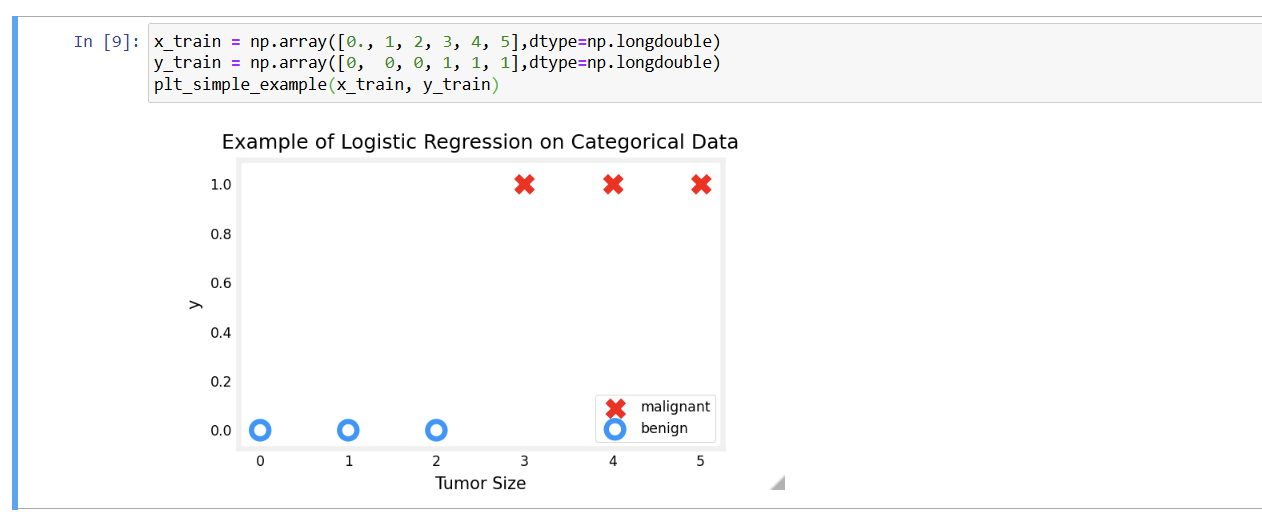 In [9]: x_train = np.array([0., 1, 2, 3, 4, 5],dtype=np.longdouble)
y_train = np.array([0,  0, 0, 1, 1, 1],dtype=np.longdouble)
plt_simple_example(x_train, y_train)
Example of Logistic Regression on Categorical Data
1.0
0.8
0.6
y
0.4
0.2
0.0
malignant
benign
0 1 2 3 4 5
Tumor Size